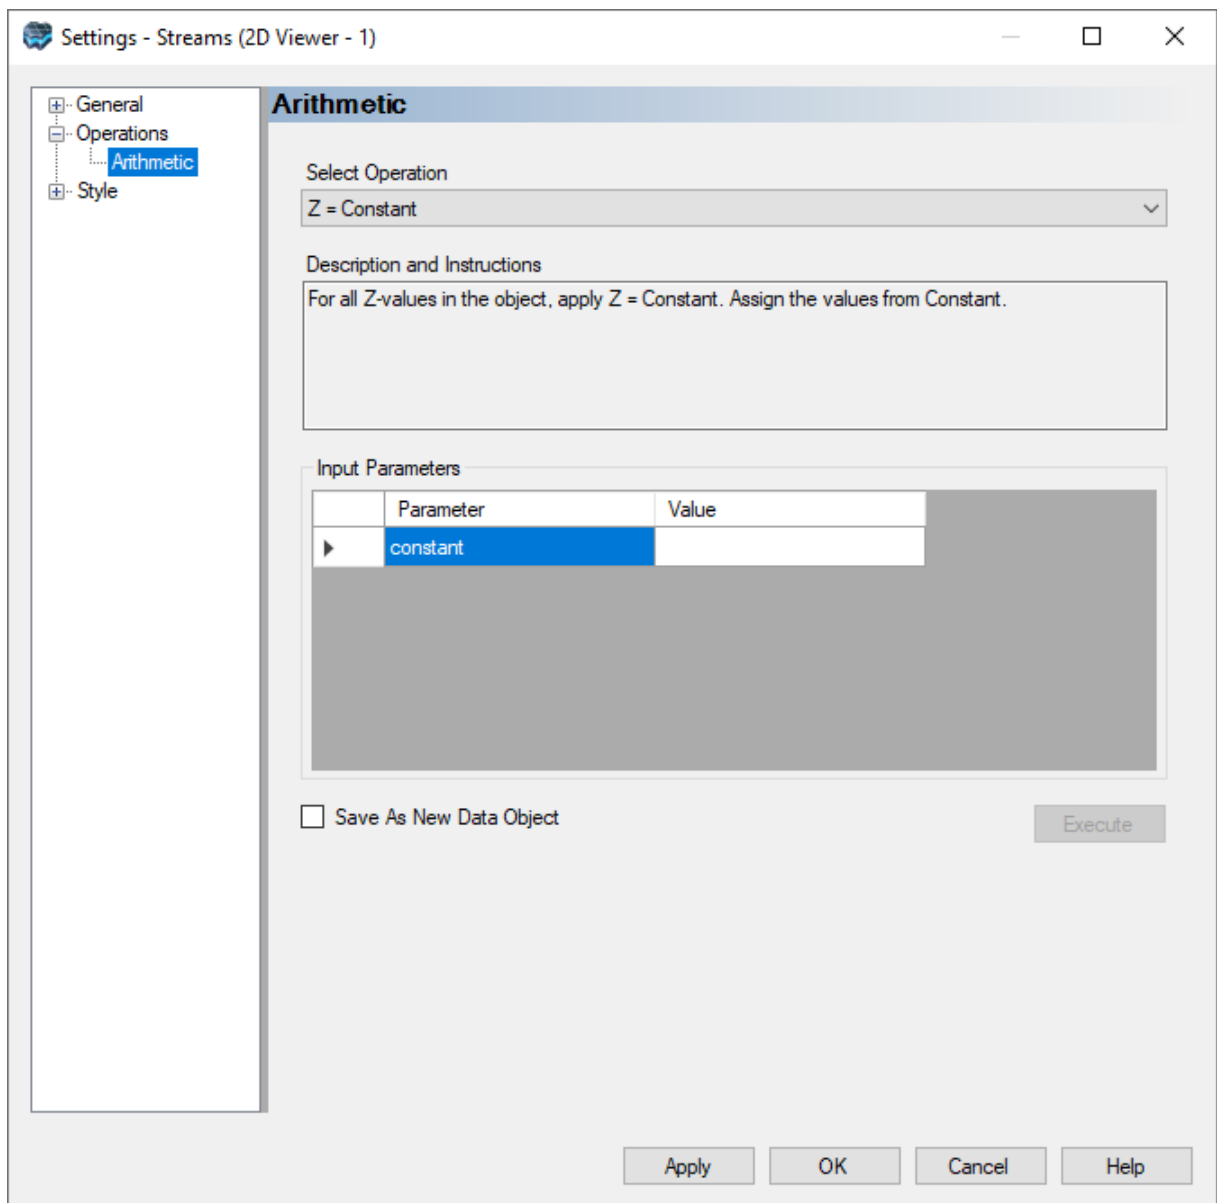 Settings - Streams (2D Viewer - 1)
General
Operations
Arithmetic
Style
Arithmetic
Select Operation
Z = Constant
Description and Instructions
For all Z-values in the object, apply Z = Constant. Assign the values from Constant.
Input Parameters
Parameter Value
constant
Save As New Data Object
Execute
Apply OK Cancel Help